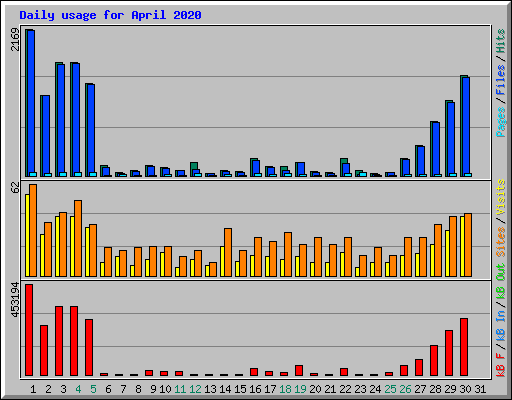 Daily usage for April 2020
2169
Pages / Files / Hits
62
Sites / Visits
453194
kB F / kB In / kB Out
1 2 3 4 5 6 7 8 9 10 11 12 13 14 15 16 17 18 19 20 21 22 23 24 25 26 27 28 29 30 31